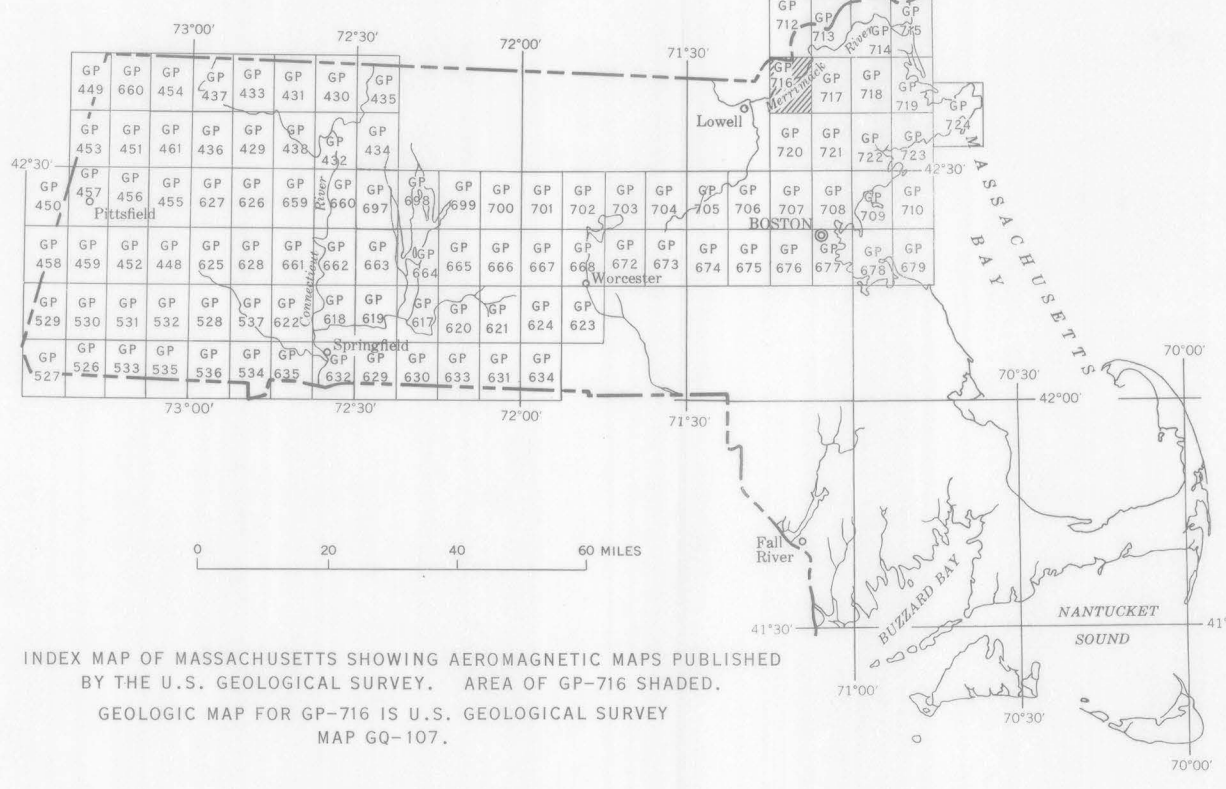 GP 712 GP 713 GP 714 GP 715
73°00' 72°30' 72°00' 71°30'
River
GP 449 GP 660 GP 454 GP 437 GP 433 GP 431 GP 430 GP 435 GP 716 GP 717 GP 718 GP 719
Merrimack
GP 724
Lowell
GP 453 GP 451 GP 461 GP 436 GP 429 GP 438 GP 432 GP 434 GP 720 GP 721 GP 722 GP 723
42°30' 42°30'
GP 450 GP 457 GP 456 GP 455 GP 627 GP 626 GP 659 GP 660 GP 697 GP 698 GP 699 GP 700 GP 701 GP 702 GP 703 GP 704 GP 705 GP 706 GP 707 GP 708 GP 709 GP 710
Pittsfield
River
BOSTON
MASSACHUSETTS
BAY
GP 458 GP 459 GP 452 GP 448 GP 625 GP 628 GP 661 GP 662 GP 663 GP 664 GP 665 GP 666 GP 667 GP 668 GP 672 GP 673 GP 674 GP 675 GP 676 GP 677 GP 678 GP 679
Worcester
Connecticut
GP 529 GP 530 GP 531 GP 532 GP 528 GP 537 GP 622 GP 618 GP 619 GP 617 GP 620 GP 621 GP 624 GP 623
Springfield
GP 527 GP 526 GP 533 GP 535 GP 536 GP 534 GP 635 GP 632 GP 629 GP 630 GP 633 GP 631 GP 634
70°00'
70°30'
42°00'
73°00' 72°30' 72°00' 71°30'
Fall
River
0 20 40 60 MILES
BUZZARD BAY
NANTUCKET
SOUND
41°30' 41°
INDEX MAP OF MASSACHUSETTS SHOWING AEROMAGNETIC MAPS PUBLISHED
BY THE U.S. GEOLOGICAL SURVEY. AREA OF GP-716 SHADED.
71°00'
GEOLOGIC MAP FOR GP-716 IS U.S. GEOLOGICAL SURVEY
70°30'
MAP GQ-107.
70°00'